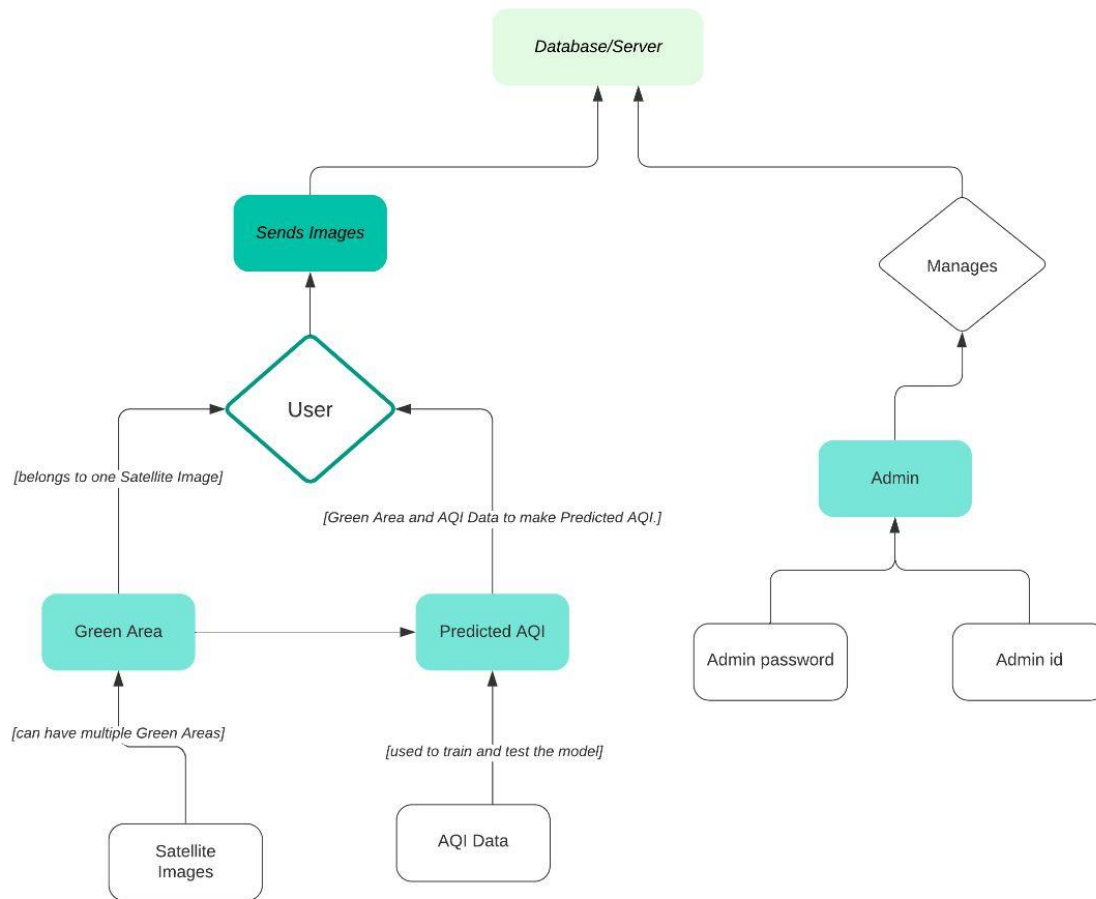 Database/Server
Sends Images
Manages
User
Admin
[belongs to one Satellite Image]
[Green Area and AQI Data to make Predicted AQI.]
Green Area
Predicted AQI
Admin password
Admin id
[can have multiple Green Areas]
[used to train and test the model]
Satellite
Images
AQI Data